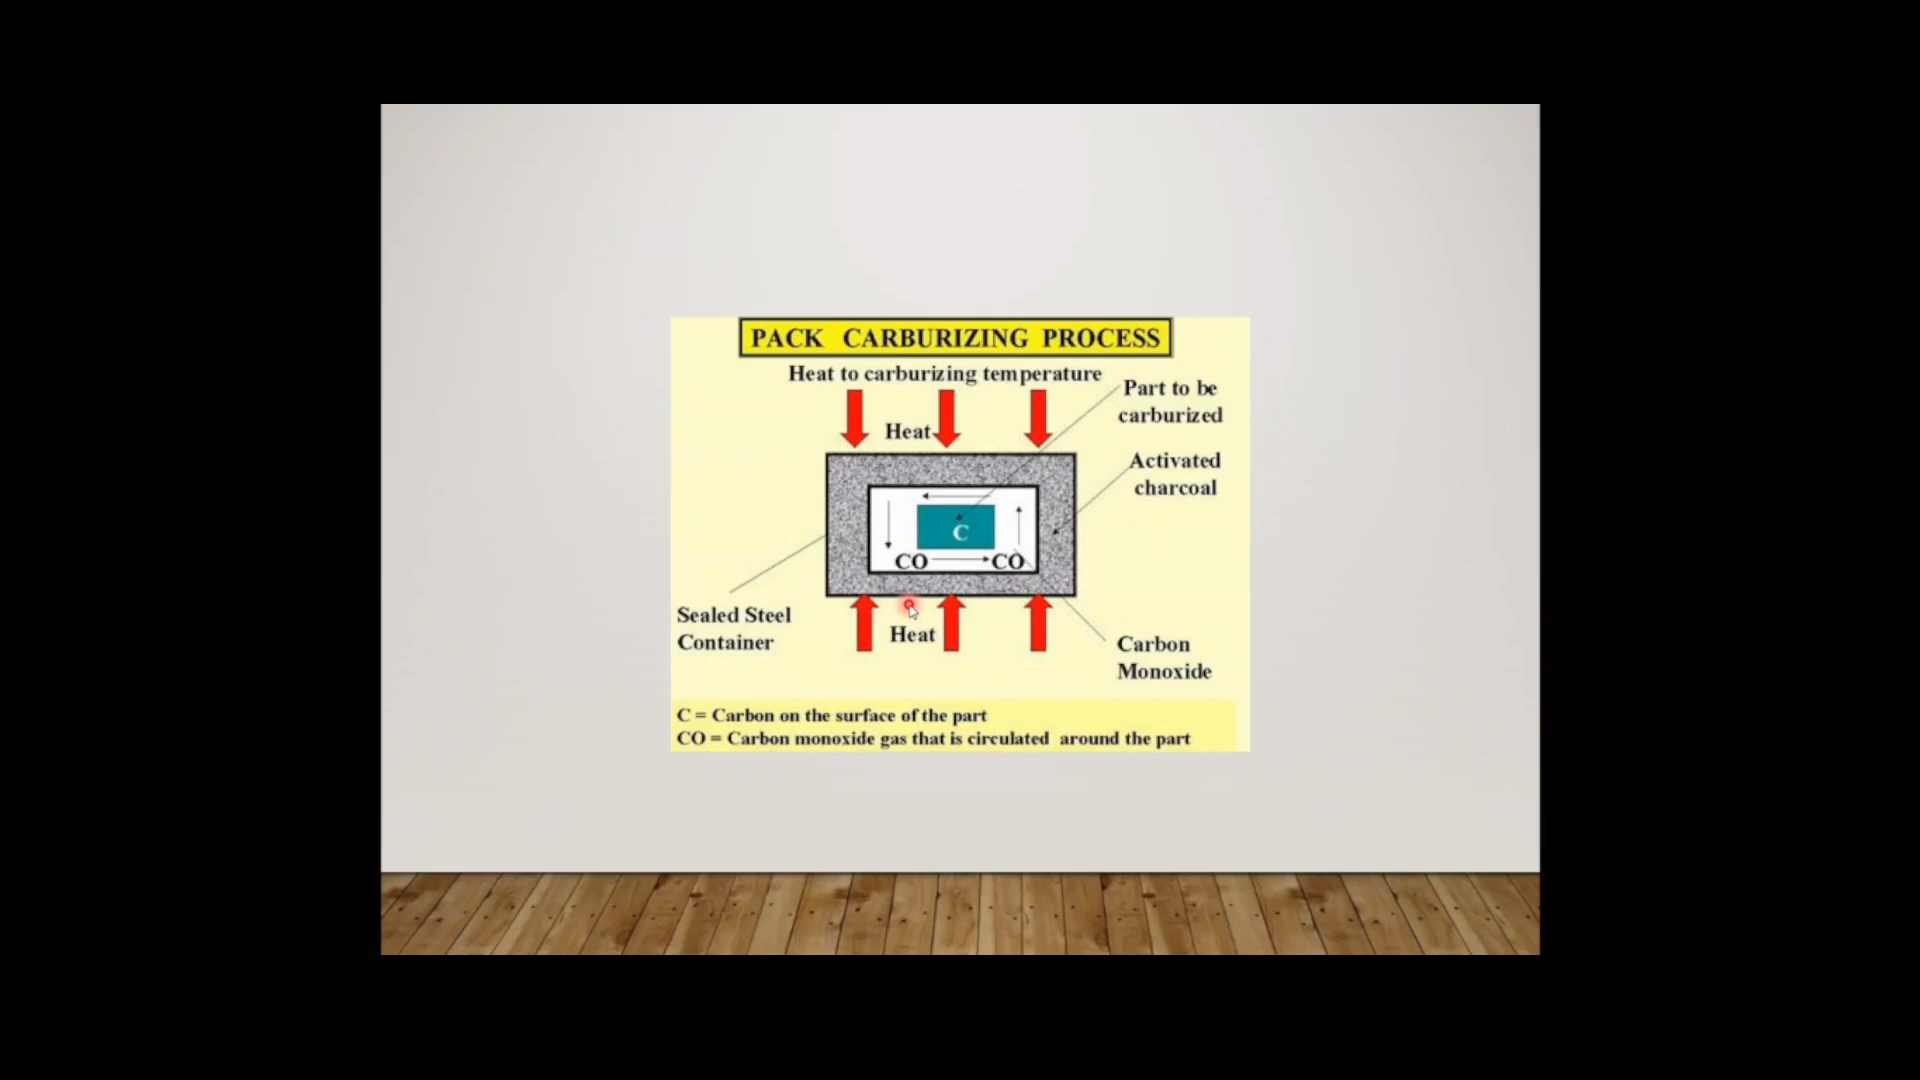 PACK CARBURIZING PROCESS
Heat to carburizing temperature
Part to be
carburized
Heat
Activated
charcoal
C
CO CO
Sealed Steel
Container
Heat
Carbon
Monoxide
C = Carbon on the surface of the part
CO = Carbon monoxide gas that is circulated around the part